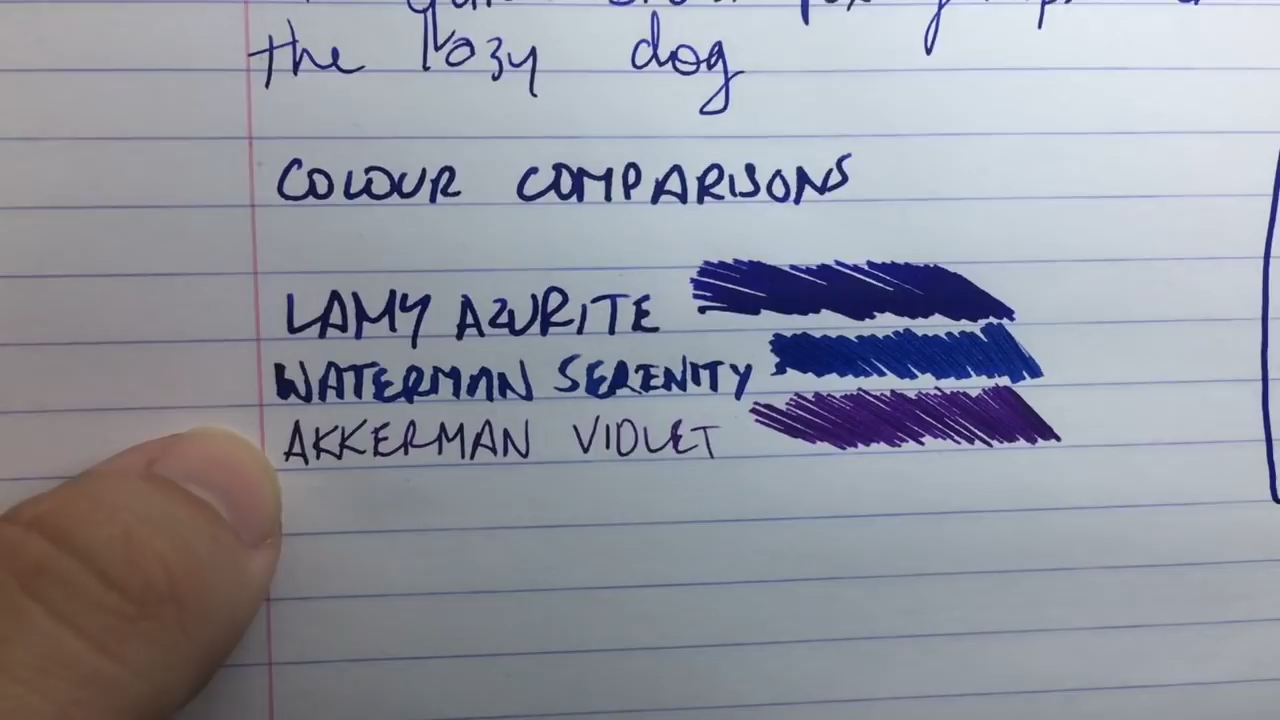 the lazy dog
COLOUR COMPARISONS
LAMY AZURITE
WATERMAN SERENITY
AKKERMAN VIOLET